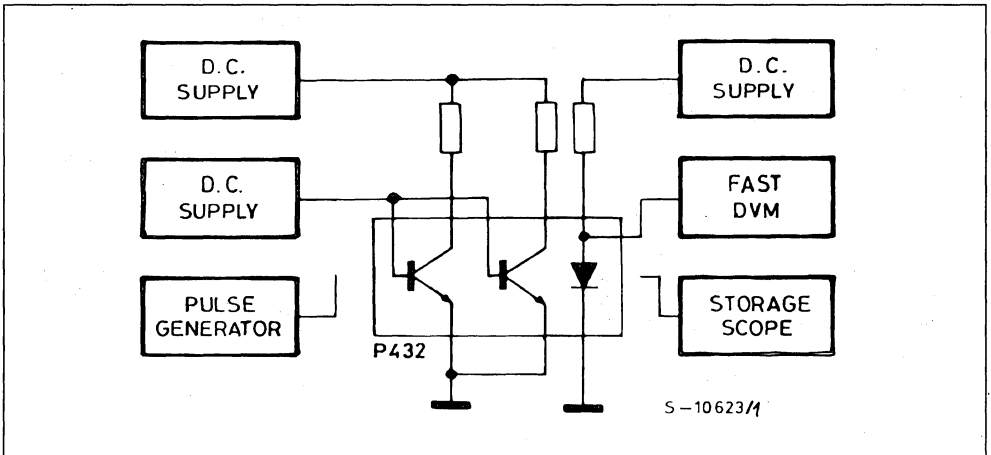 D.C.
SUPPLY
D.C.
SUPPLY
D.C.
SUPPLY
FAST
DVM
PULSE
GENERATOR
STORAGE
SCOPE
P432
S-10623/1